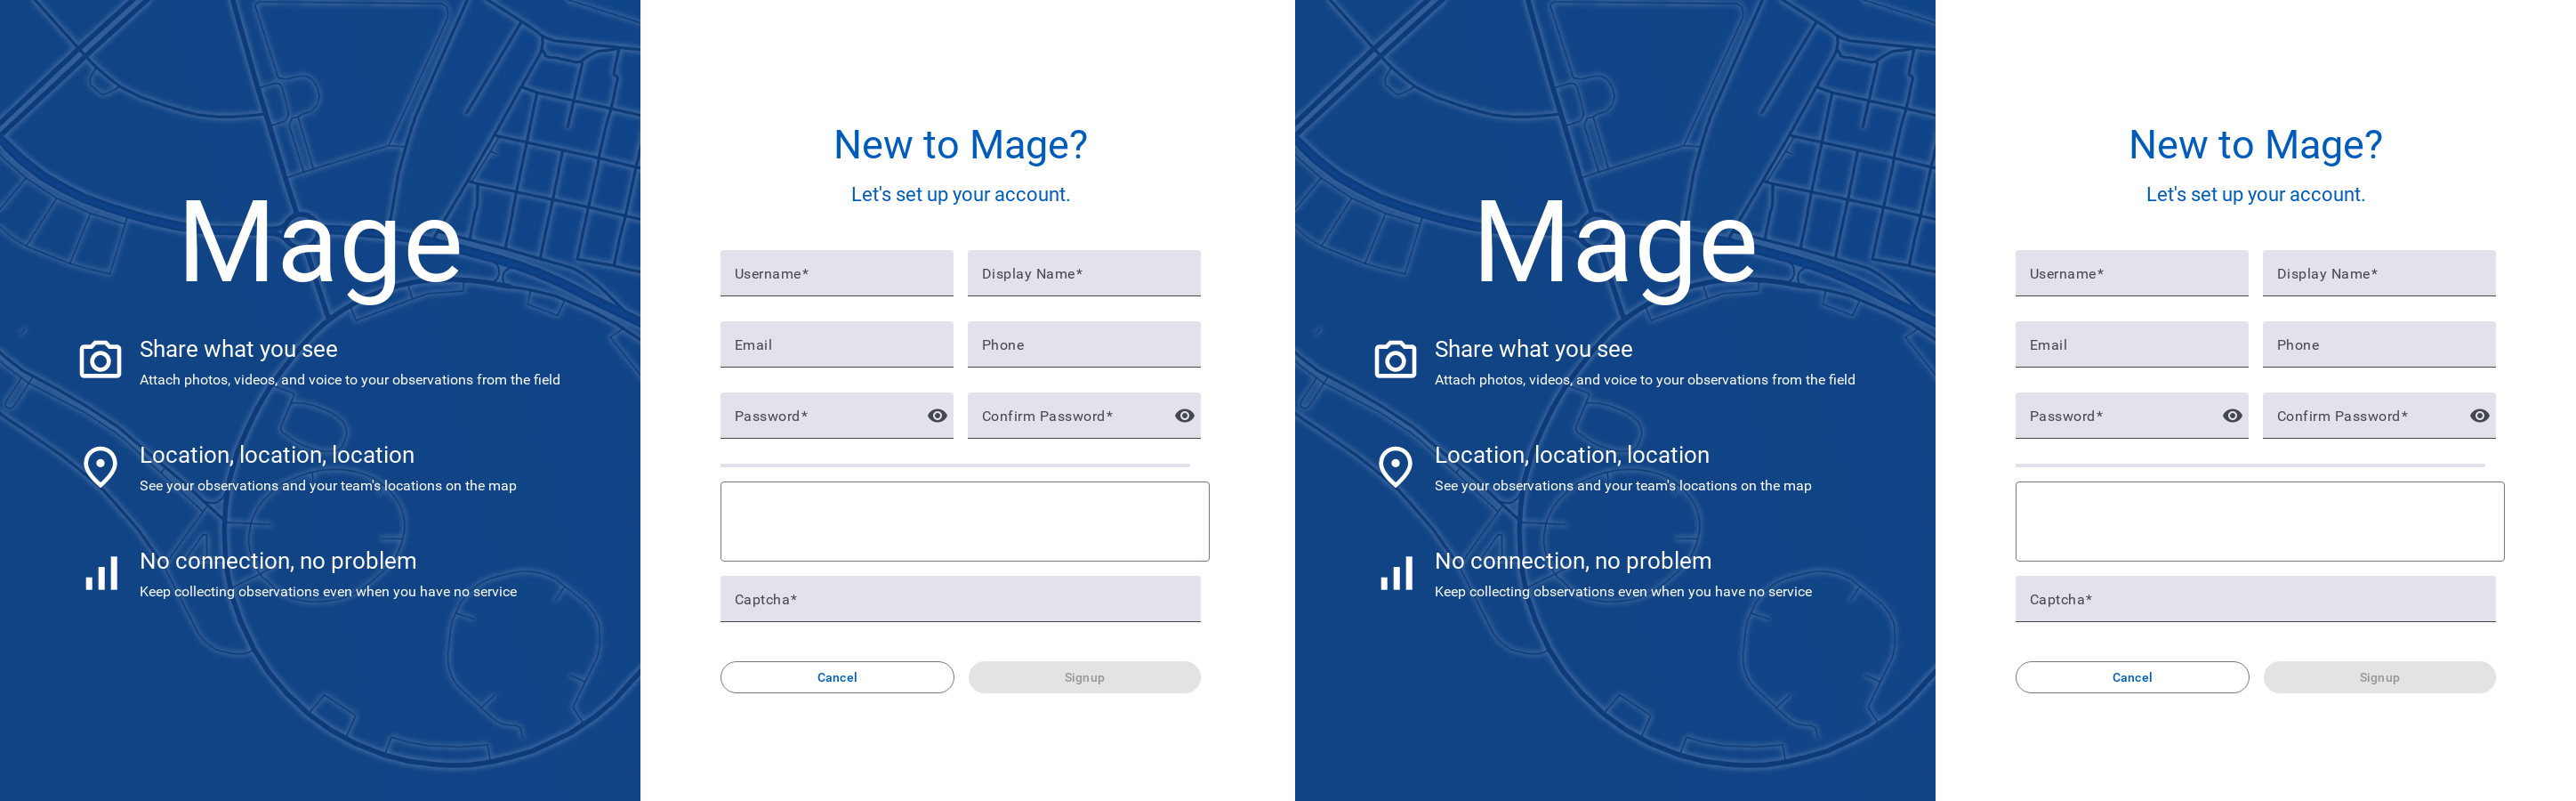 Mage
Share what you see
Attach photos, videos, and voice to your observations from the field
Location, location, location
See your observations and your team's locations on the map
No connection, no problem
Keep collecting observations even when you have no service
New to Mage?
Let's set up your account.
Username*
Display Name*
Email
Phone
Password*
Confirm Password*
Captcha*
Cancel
Signup
Mage
Share what you see
Attach photos, videos, and voice to your observations from the field
Location, location, location
See your observations and your team's locations on the map
No connection, no problem
Keep collecting observations even when you have no service
New to Mage?
Let's set up your account.
Username*
Display Name*
Email
Phone
Password*
Confirm Password*
Captcha*
Cancel
Signup